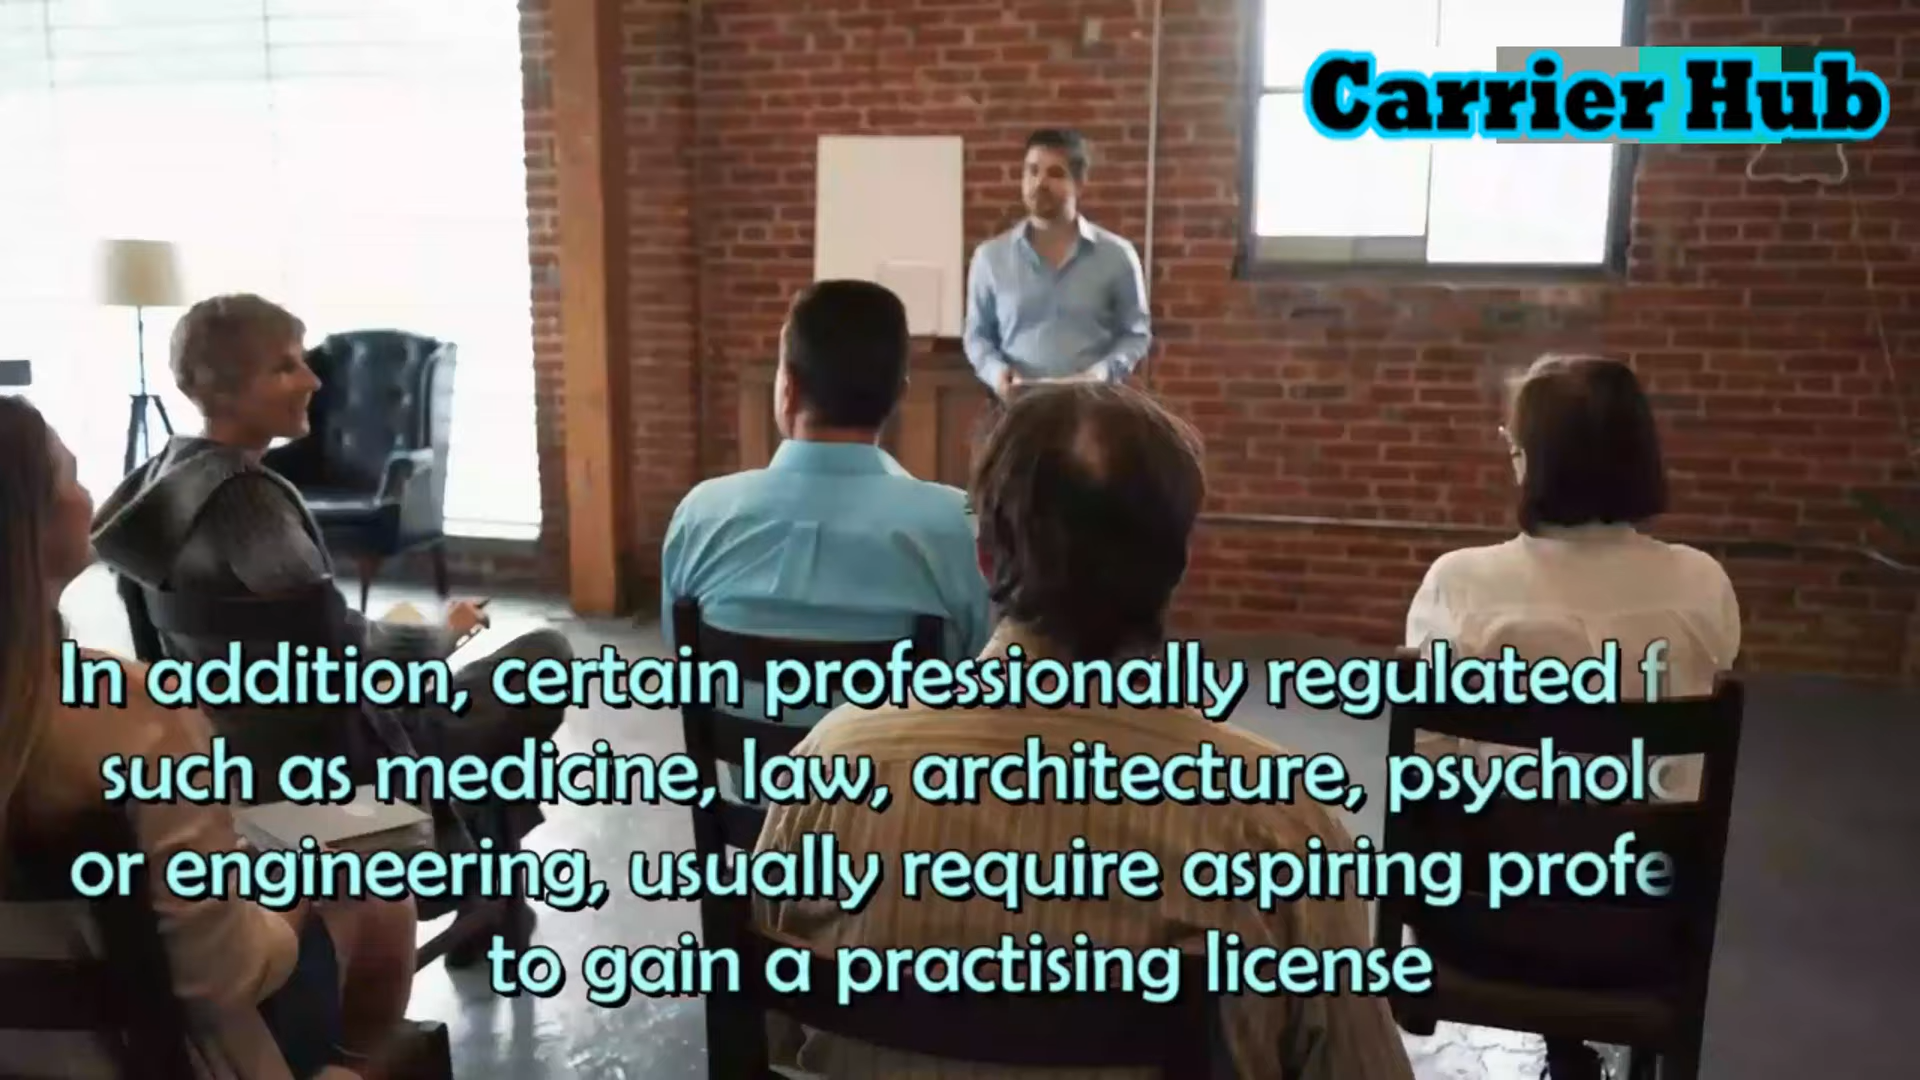 Carrier Hub
In addition, certain professionally regulated
such as medicine, law, architecture,
or engineering, usually require aspiring
to gain a practising license